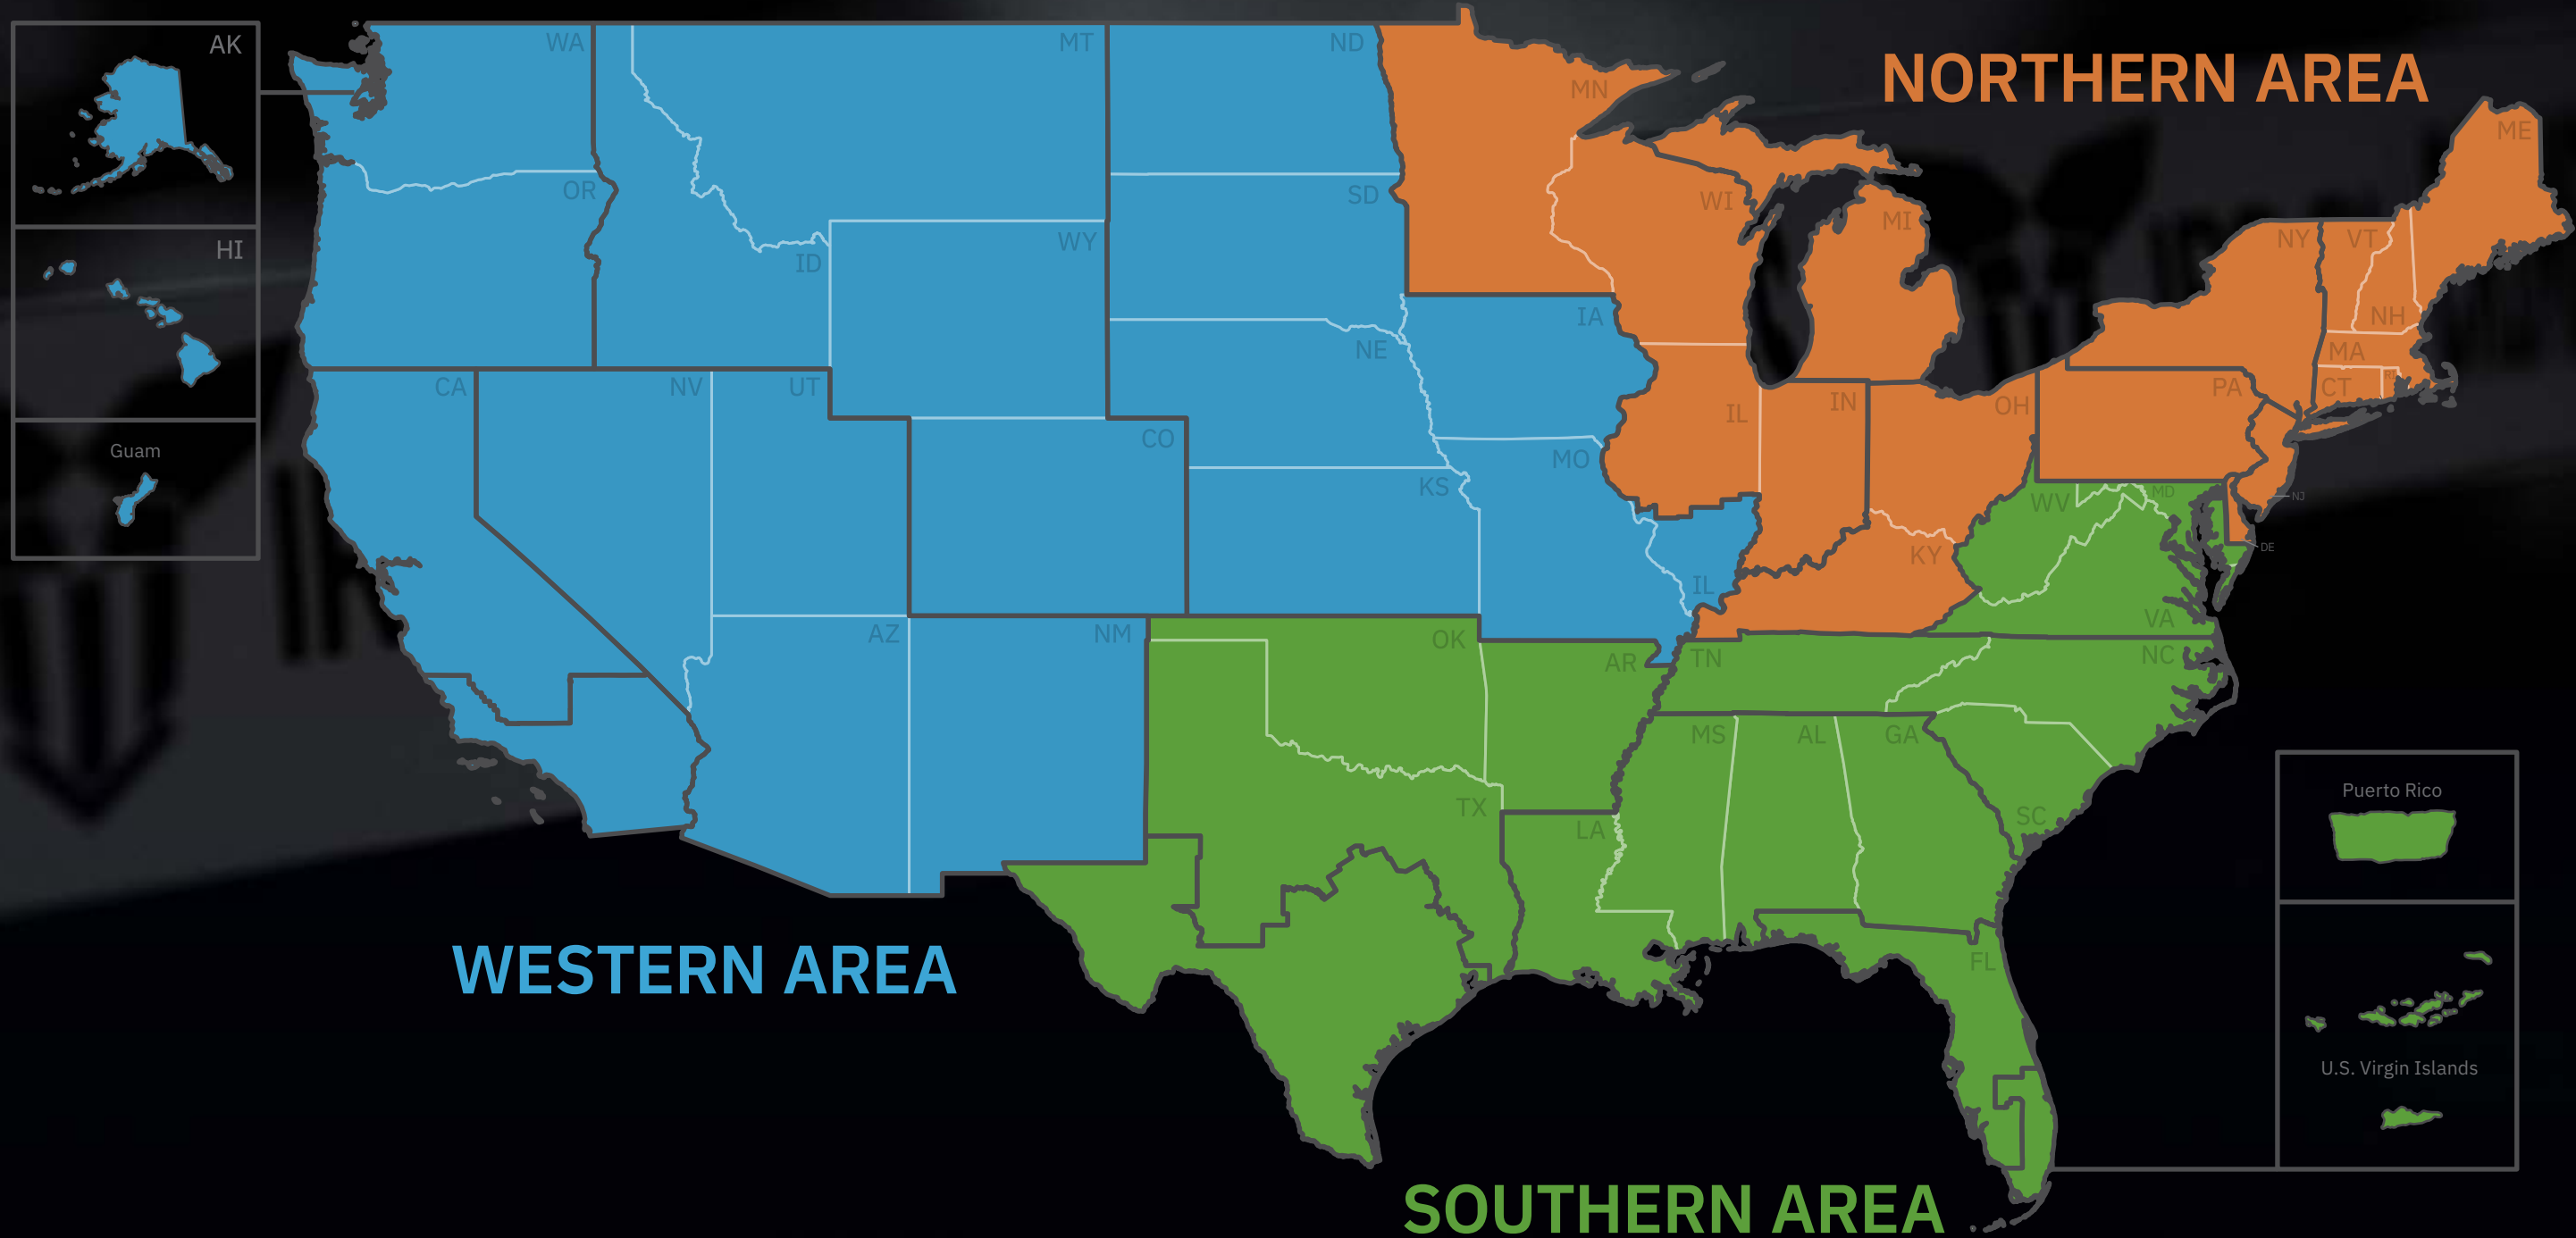 AK
HI
Guam
WA
MT
ND
MN
NORTHERN AREA
ME
OR
SD
WI
MI
NY
VT
WY
ID
IA
NH
NE
MA
RI
CA
NV
UT
PA
CT
IL
IN
OH
CO
MO
KS
WV
MD
NJ
KY
DE
IL
VA
AZ
NM
OK
AR
TN
NC
MS
AL
GA
TX
LA
SC
Puerto Rico
FL
WESTERN AREA
U.S. Virgin Islands
SOUTHERN AREA